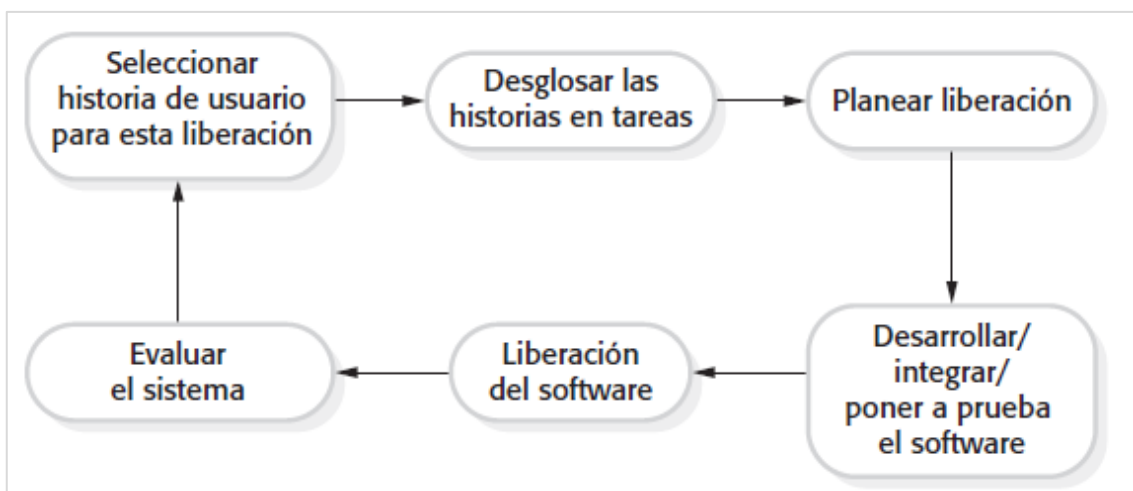 Seleccionar
historia de usuario
para esta liberación
Desglosar las
historias en tareas
Planear liberación
Desarrollar/
integrar/
poner a prueba
el software
Liberación
del software
Evaluar
el sistema